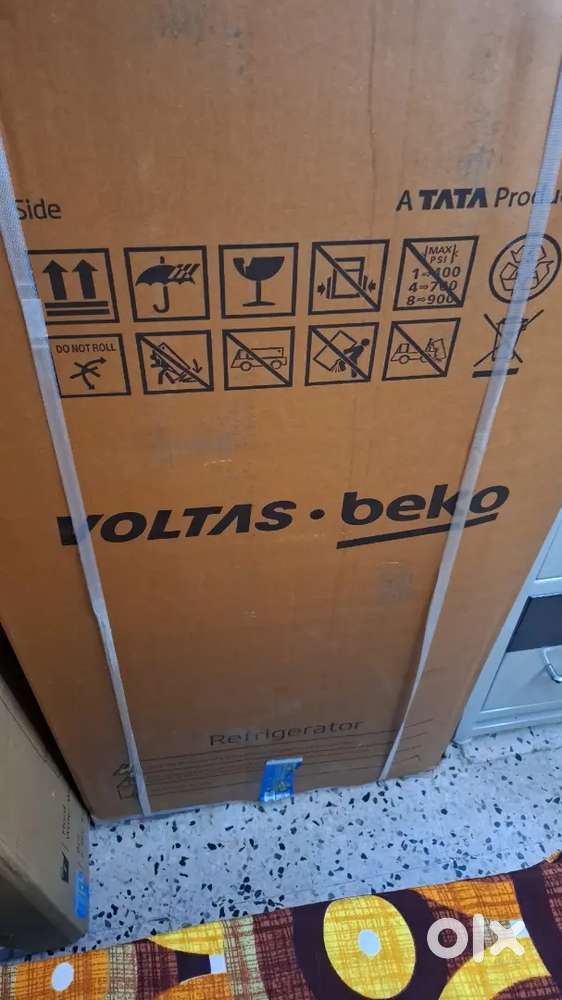 Side
A TATA Produ
MAX
PSI
1⇨400
4⇨700
8⇨900
DO NOT ROLL
VOLTAS • beko
Refrigerator
olx